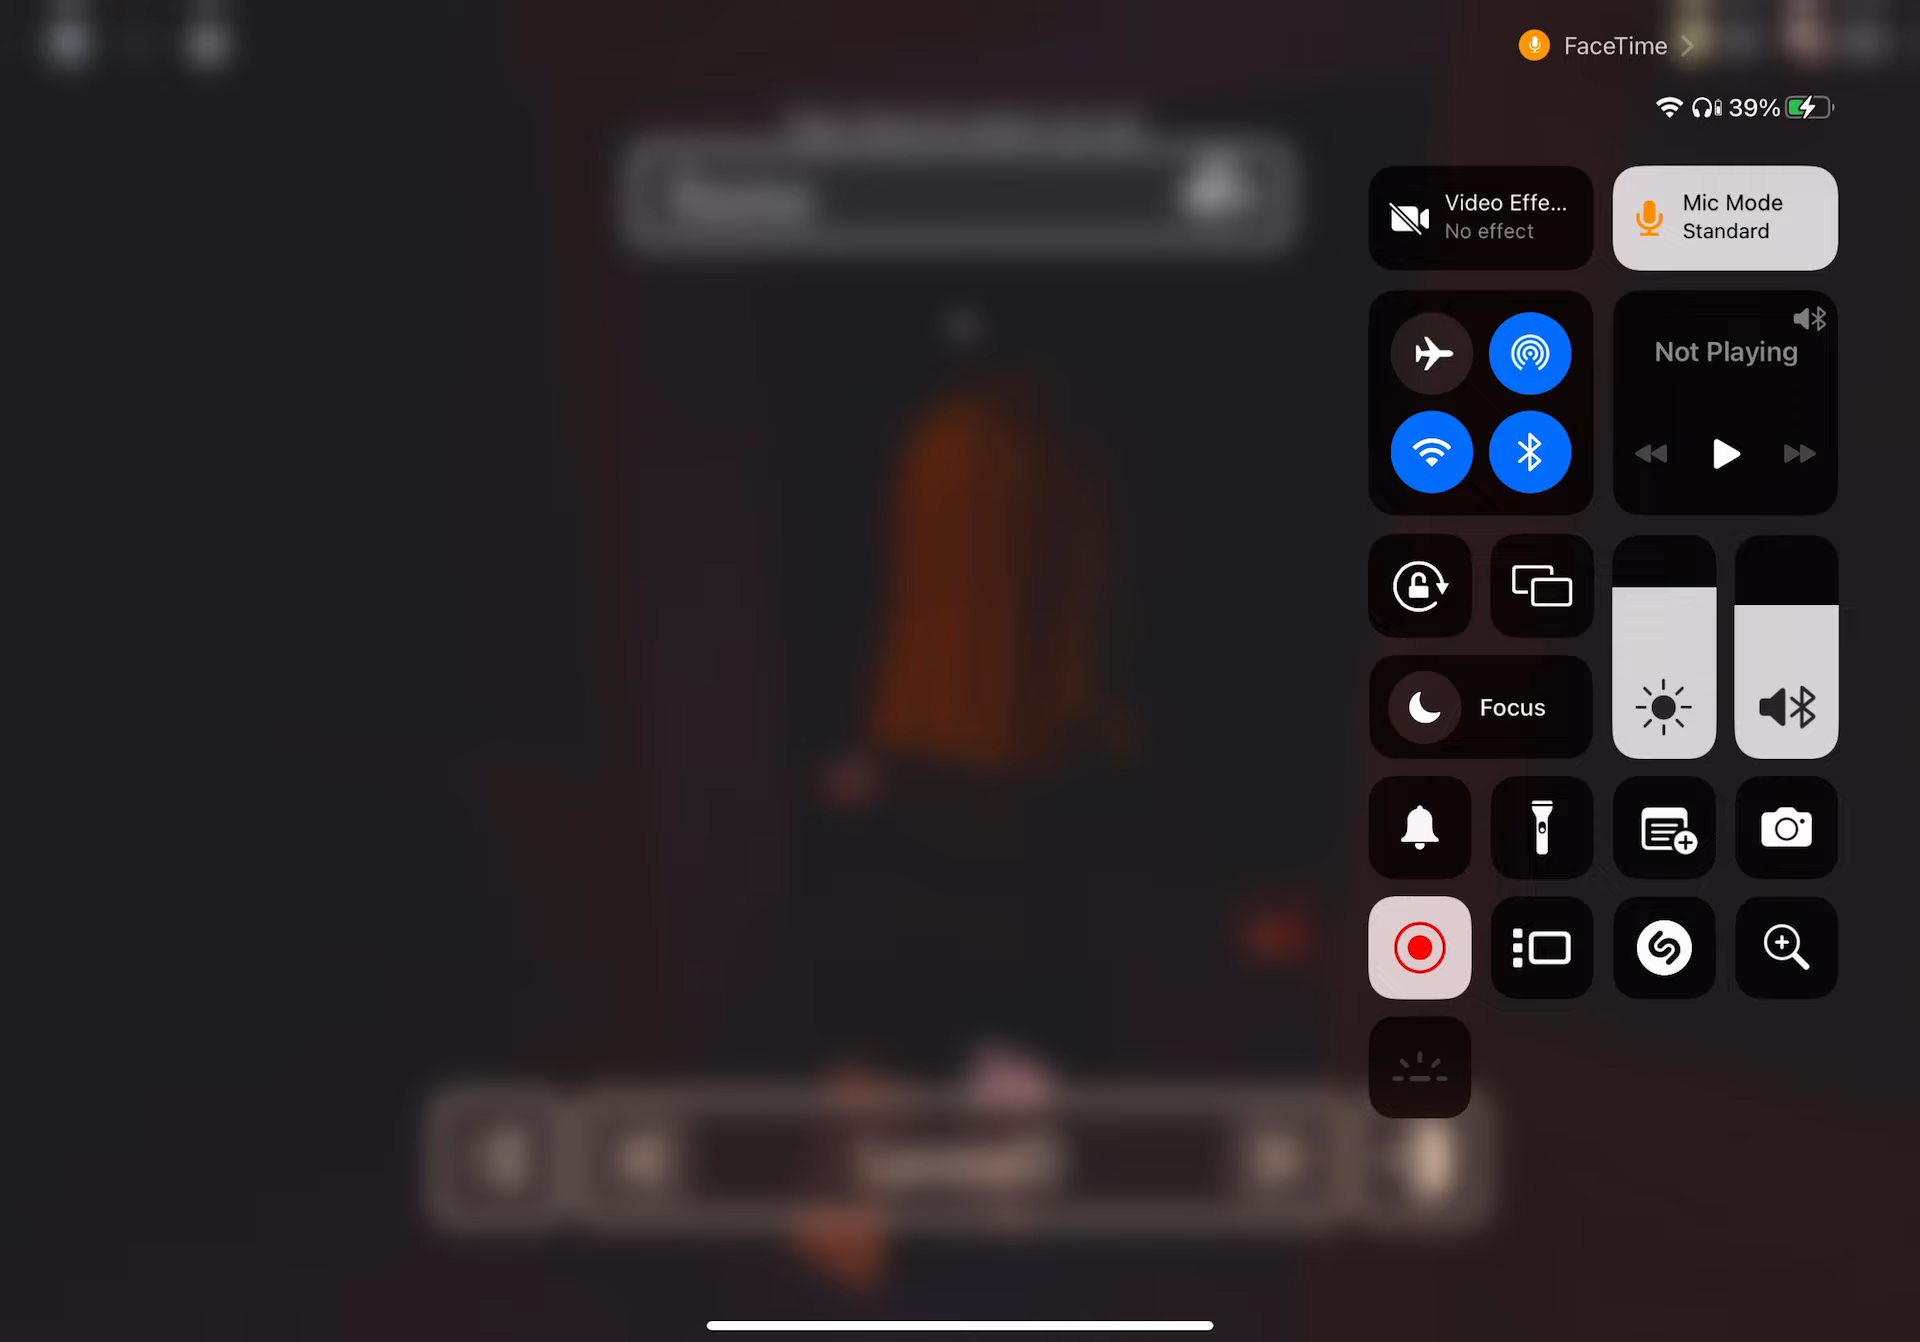 FaceTime
39%
Video Effe...
No effect
Mic Mode
Standard
Not Playing
Focus